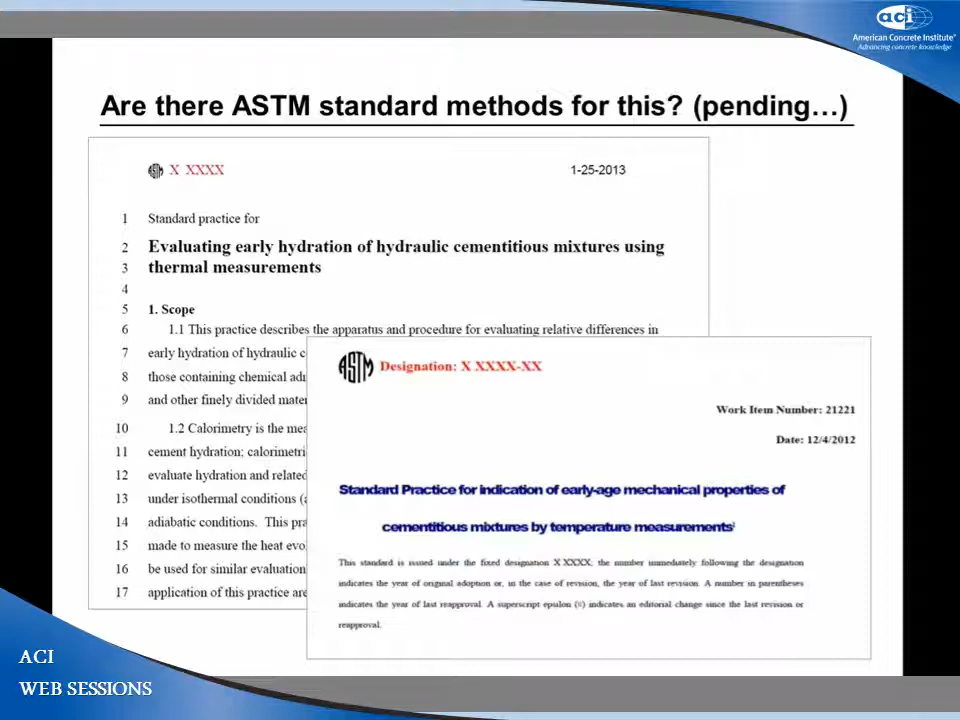 aci
American Concrete Institute®
Advancing concrete knowledge
Are there ASTM standard methods for this? (pending…)
ASTM X XXXX
1-25-2013
1 Standard practice for
2 Evaluating early hydration of hydraulic cementitious mixtures using
3 thermal measurements
4
5 1. Scope
6 1.1 This practice describes the apparatus and procedure for evaluating relative differences in
7 early hydration of hydraulic c
8 those containing chemical ad
9 and other finely divided mater
10 1.2 Calorimetry is the mea
11 cement hydration; calorimetri
12 evaluate hydration and related
13 under isothermal conditions (a
14 adiabatic conditions. This pra
15 made to measure the heat evo
16 be used for similar evaluation
17 application of this practice are
ASTM Designation: X XXXX-XX
Work Item Number: 21221
Date: 12/4/2012
Standard Practice for indication of early-age mechanical properties of
cementitious mixtures by temperature measurements¹
This standard is issued under the fixed designation X XXXX; the number immediately following the designation
indicates the year of original adoption or, in the case of revision, the year of last revision. A number in parentheses
indicates the year of last reapproval. A superscript epsilon (ε) indicates an editorial change since the last revision or
reapproval.
ACI
WEB SESSIONS